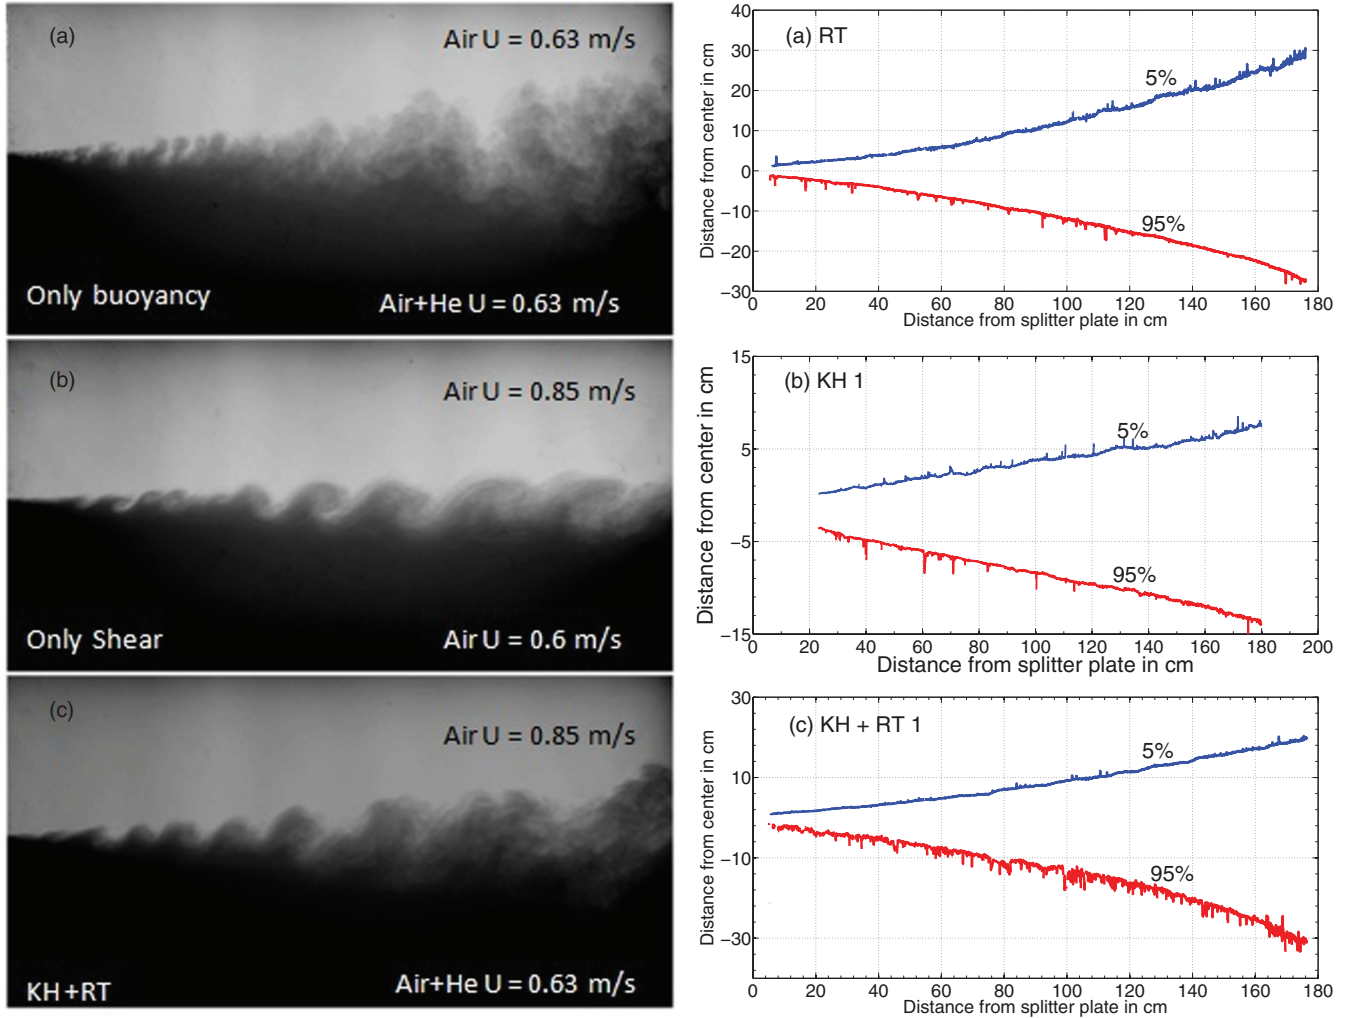 (a)
Air U = 0.63 m/s
Only buoyancy
Air+He U = 0.63 m/s
(b)
Air U = 0.85 m/s
Only Shear
Air U = 0.6 m/s
(c)
Air U = 0.85 m/s
KH+RT
Air+He U = 0.63 m/s
(a) RT
40
30
20
10
0
−10
−20
−30
Distance from center in cm
5%
95%
0 20 40 60 80 100 120 140 160 180
Distance from splitter plate in cm
(b) KH 1
15
5
−5
−15
Distance from center in cm
5%
95%
0 20 40 60 80 100 120 140 160 180 200
Distance from splitter plate in cm
(c) KH + RT 1
30
10
−10
−30
Distance from center in cm
5%
95%
0 20 40 60 80 100 120 140 160 180
Distance from splitter plate in cm